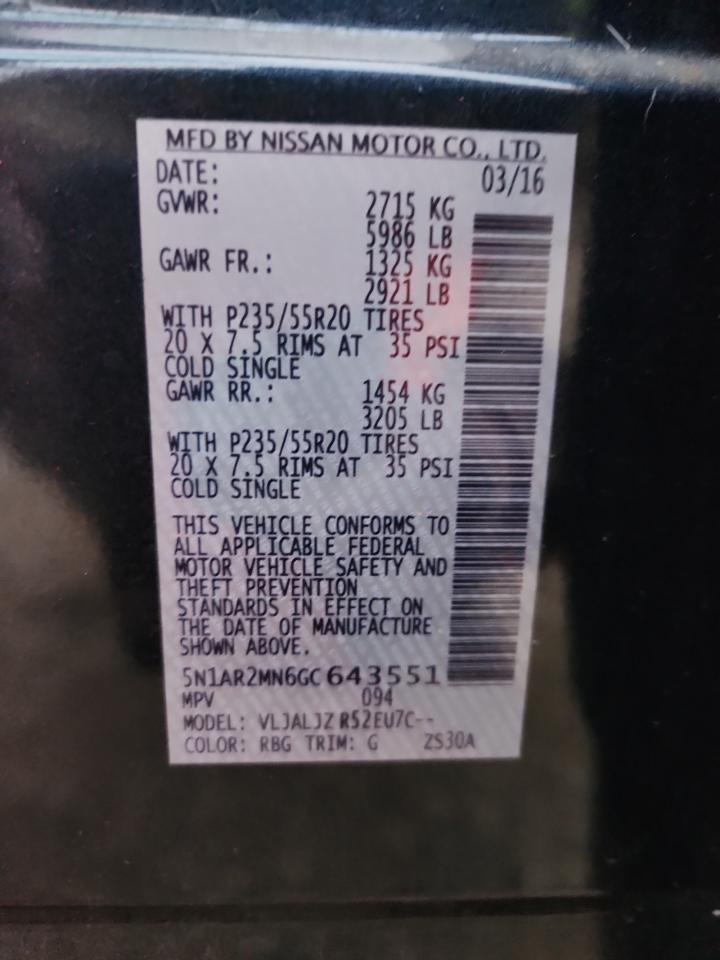 MFD BY NISSAN MOTOR CO., LTD.
DATE: 03/16
GVWR: 2715 KG
5986 LB
GAWR FR.: 1325 KG
2921 LB
WITH P235/55R20 TIRES
20 X 7.5 RIMS AT 35 PSI
COLD SINGLE
GAWR RR.: 1454 KG
3205 LB
WITH P235/55R20 TIRES
20 X 7.5 RIMS AT 35 PSI
COLD SINGLE
THIS VEHICLE CONFORMS TO
ALL APPLICABLE FEDERAL
MOTOR VEHICLE SAFETY AND
THEFT PREVENTION
STANDARDS IN EFFECT ON
THE DATE OF MANUFACTURE
SHOWN ABOVE.
5N1AR2MN6GC643551
MPV 094
MODEL: VLJALJZ R52EU7C--
COLOR: RBG TRIM: G ZS30A